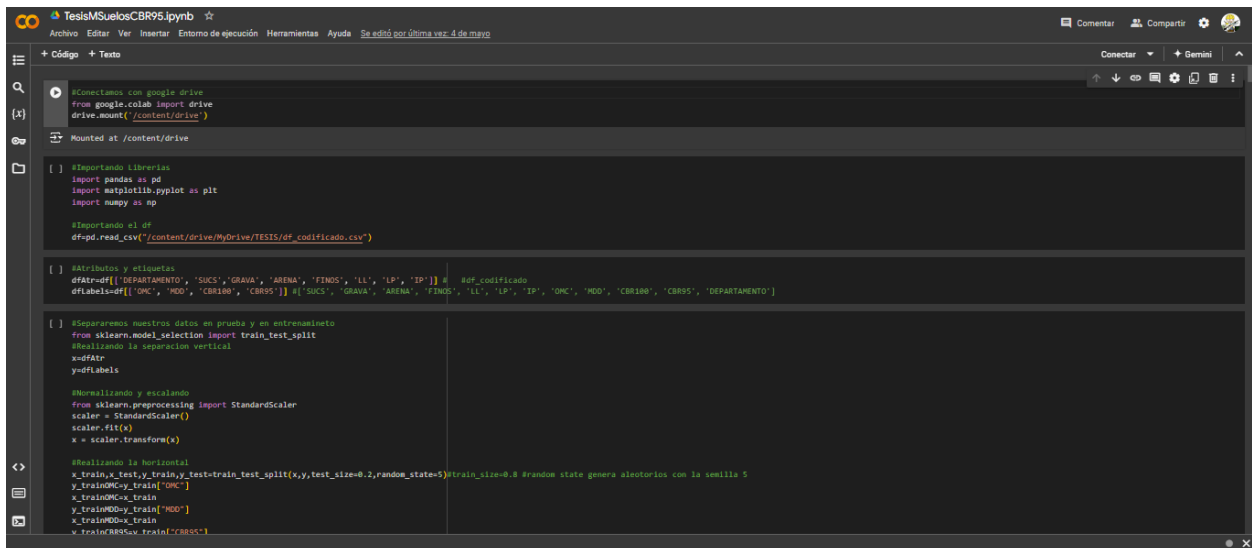 TesisMSuelosCBR95.ipynb
Comentar Compartir
Archivo Editar Ver Insertar Entorno de ejecución Herramientas Ayuda Se editó por última vez: 4 de mayo
+ Código + Texto
Conectar Gemini
#Conectamos con google drive
from google.colab import drive
drive.mount('/content/drive')
Mounted at /content/drive
[ ] #Importando Librerias
import pandas as pd
import matplotlib.pyplot as plt
import numpy as np
#Importando el df
df=pd.read_csv("/content/drive/MyDrive/TESIS/df_codificado.csv")
[ ] #Atributos y etiquetas
dfAtr=df[['DEPARTAMENTO', 'SUCS','GRAVA', 'ARENA', 'FINOS', 'LL', 'LP', 'IP']] # #df_codificado
dfLabels=df[['OMC', 'MDD', 'CBR100', 'CBR95']] #['SUCS', 'GRAVA', 'ARENA', 'FINOS', 'LL', 'LP', 'IP', 'OMC', 'MDD', 'CBR100', 'CBR95', 'DEPARTAMENTO']
[ ] #Separaremos nuestros datos en prueba y en entrenamineto
from sklearn.model_selection import train_test_split
#Realizando la separacion vertical
x=dfAtr
y=dfLabels
#Normalizando y escalando
from sklearn.preprocessing import StandardScaler
scaler = StandardScaler()
scaler.fit(x)
x = scaler.transform(x)
#Realizando la horizontal
x_train,x_test,y_train,y_test=train_test_split(x,y,test_size=0.2,random_state=5)#train_size=0.8 #random state genera aleotorios con la semilla 5
y_trainOMC=y_train["OMC"]
x_trainOMC=x_train
y_trainMDD=y_train["MDD"]
x_trainMDD=x_train
y_trainCBR95=y_train["CBR95"]